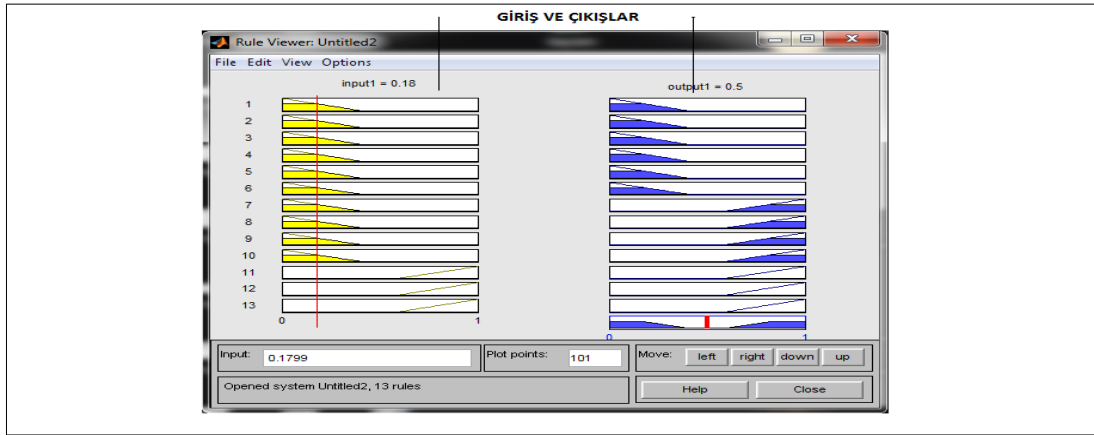 GİRİŞ VE ÇIKIŞLAR
Rule Viewer: Untitled2
File Edit View Options
input1 = 0.18
output1 = 0.5
1
2
3
4
5
6
7
8
9
10
11
12
13
0 1
0 1
Input: 0.1799
Plot points: 101
Move: left right down up
Opened system Untitled2, 13 rules
Help Close